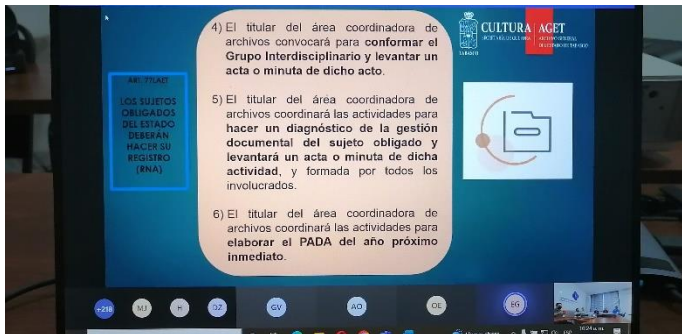 4) El titular del área coordinadora de
archivos convocará para conformar el
Grupo Interdisciplinario y levantar un
acta o minuta de dicho acto.
5) El titular del área coordinadora de
archivos coordinará las actividades para
hacer un diagnóstico de la gestión
documental del sujeto obligado y
levantará un acta o minuta de dicha
actividad, y formada por todos los
involucrados.
6) El titular del área coordinadora de
archivos coordinará las actividades para
elaborar el PADA del año próximo
inmediato.
LOS SUJETOS
OBLIGADOS
DEL ESTADO
DEBERÁN
HACER SU
REGISTRO
(RNA)
CULTURA AGET
TABASCO
+218 MJ H DZ GV AO OE EG